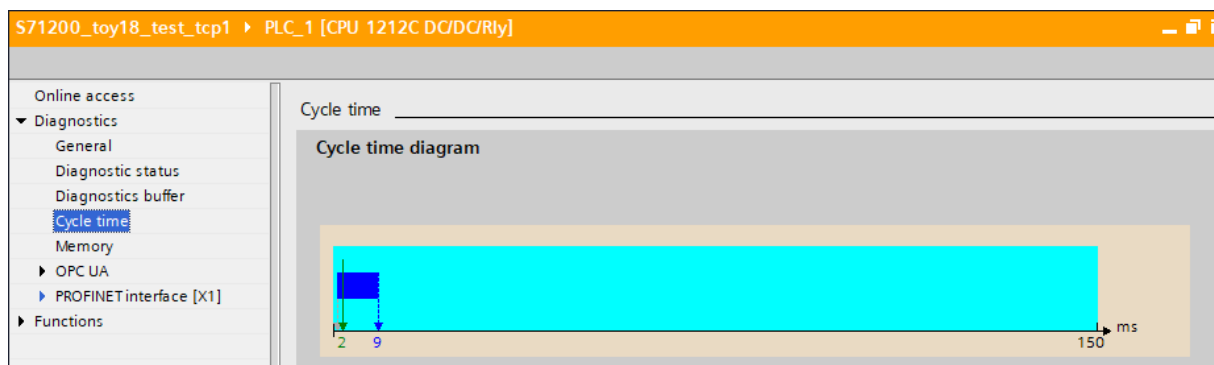 S71200_toy18_test_tcp1 ▸ PLC_1 [CPU 1212C DC/DC/Rly]
Online access
Diagnostics
General
Diagnostic status
Diagnostics buffer
Cycle time
Memory
OPC UA
PROFINET interface [X1]
Functions
Cycle time
Cycle time diagram
ms
2 9 150